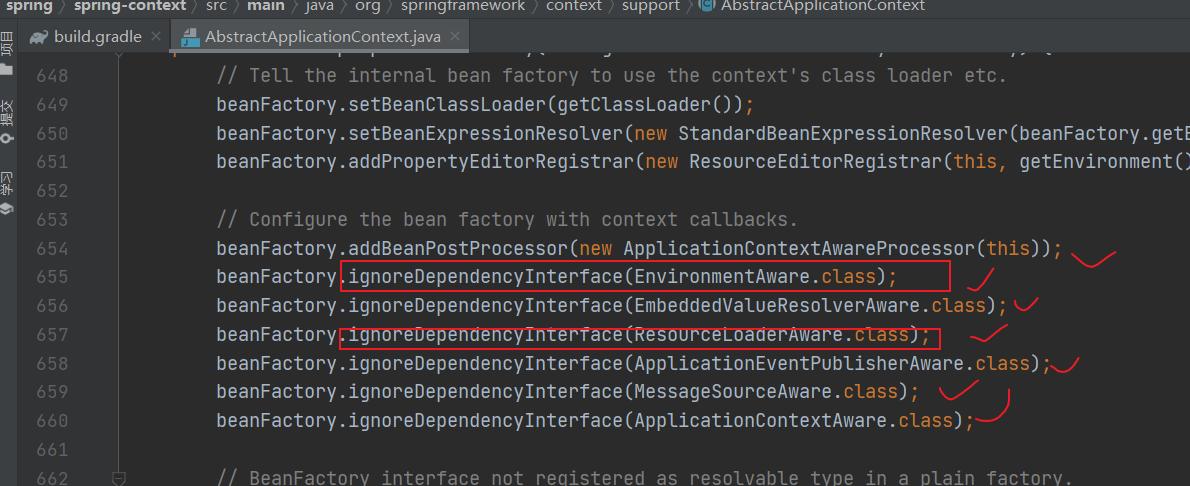 spring › spring-context › src › main › java › org › springframework › context › support › AbstractApplicationContext
build.gradle × AbstractApplicationContext.java ×
项目
提交
学习
648 // Tell the internal bean factory to use the context's class loader etc.
649 beanFactory.setBeanClassLoader(getClassLoader());
650 beanFactory.setBeanExpressionResolver(new StandardBeanExpressionResolver(beanFactory.getB
651 beanFactory.addPropertyEditorRegistrar(new ResourceEditorRegistrar(this, getEnvironment()
652
653 // Configure the bean factory with context callbacks.
654 beanFactory.addBeanPostProcessor(new ApplicationContextAwareProcessor(this));
655 beanFactory.ignoreDependencyInterface(EnvironmentAware.class);
656 beanFactory.ignoreDependencyInterface(EmbeddedValueResolverAware.class);
657 beanFactory.ignoreDependencyInterface(ResourceLoaderAware.class);
658 beanFactory.ignoreDependencyInterface(ApplicationEventPublisherAware.class);
659 beanFactory.ignoreDependencyInterface(MessageSourceAware.class);
660 beanFactory.ignoreDependencyInterface(ApplicationContextAware.class);
661
662 // BeanFactory interface not registered as resolvable type in a plain factory.